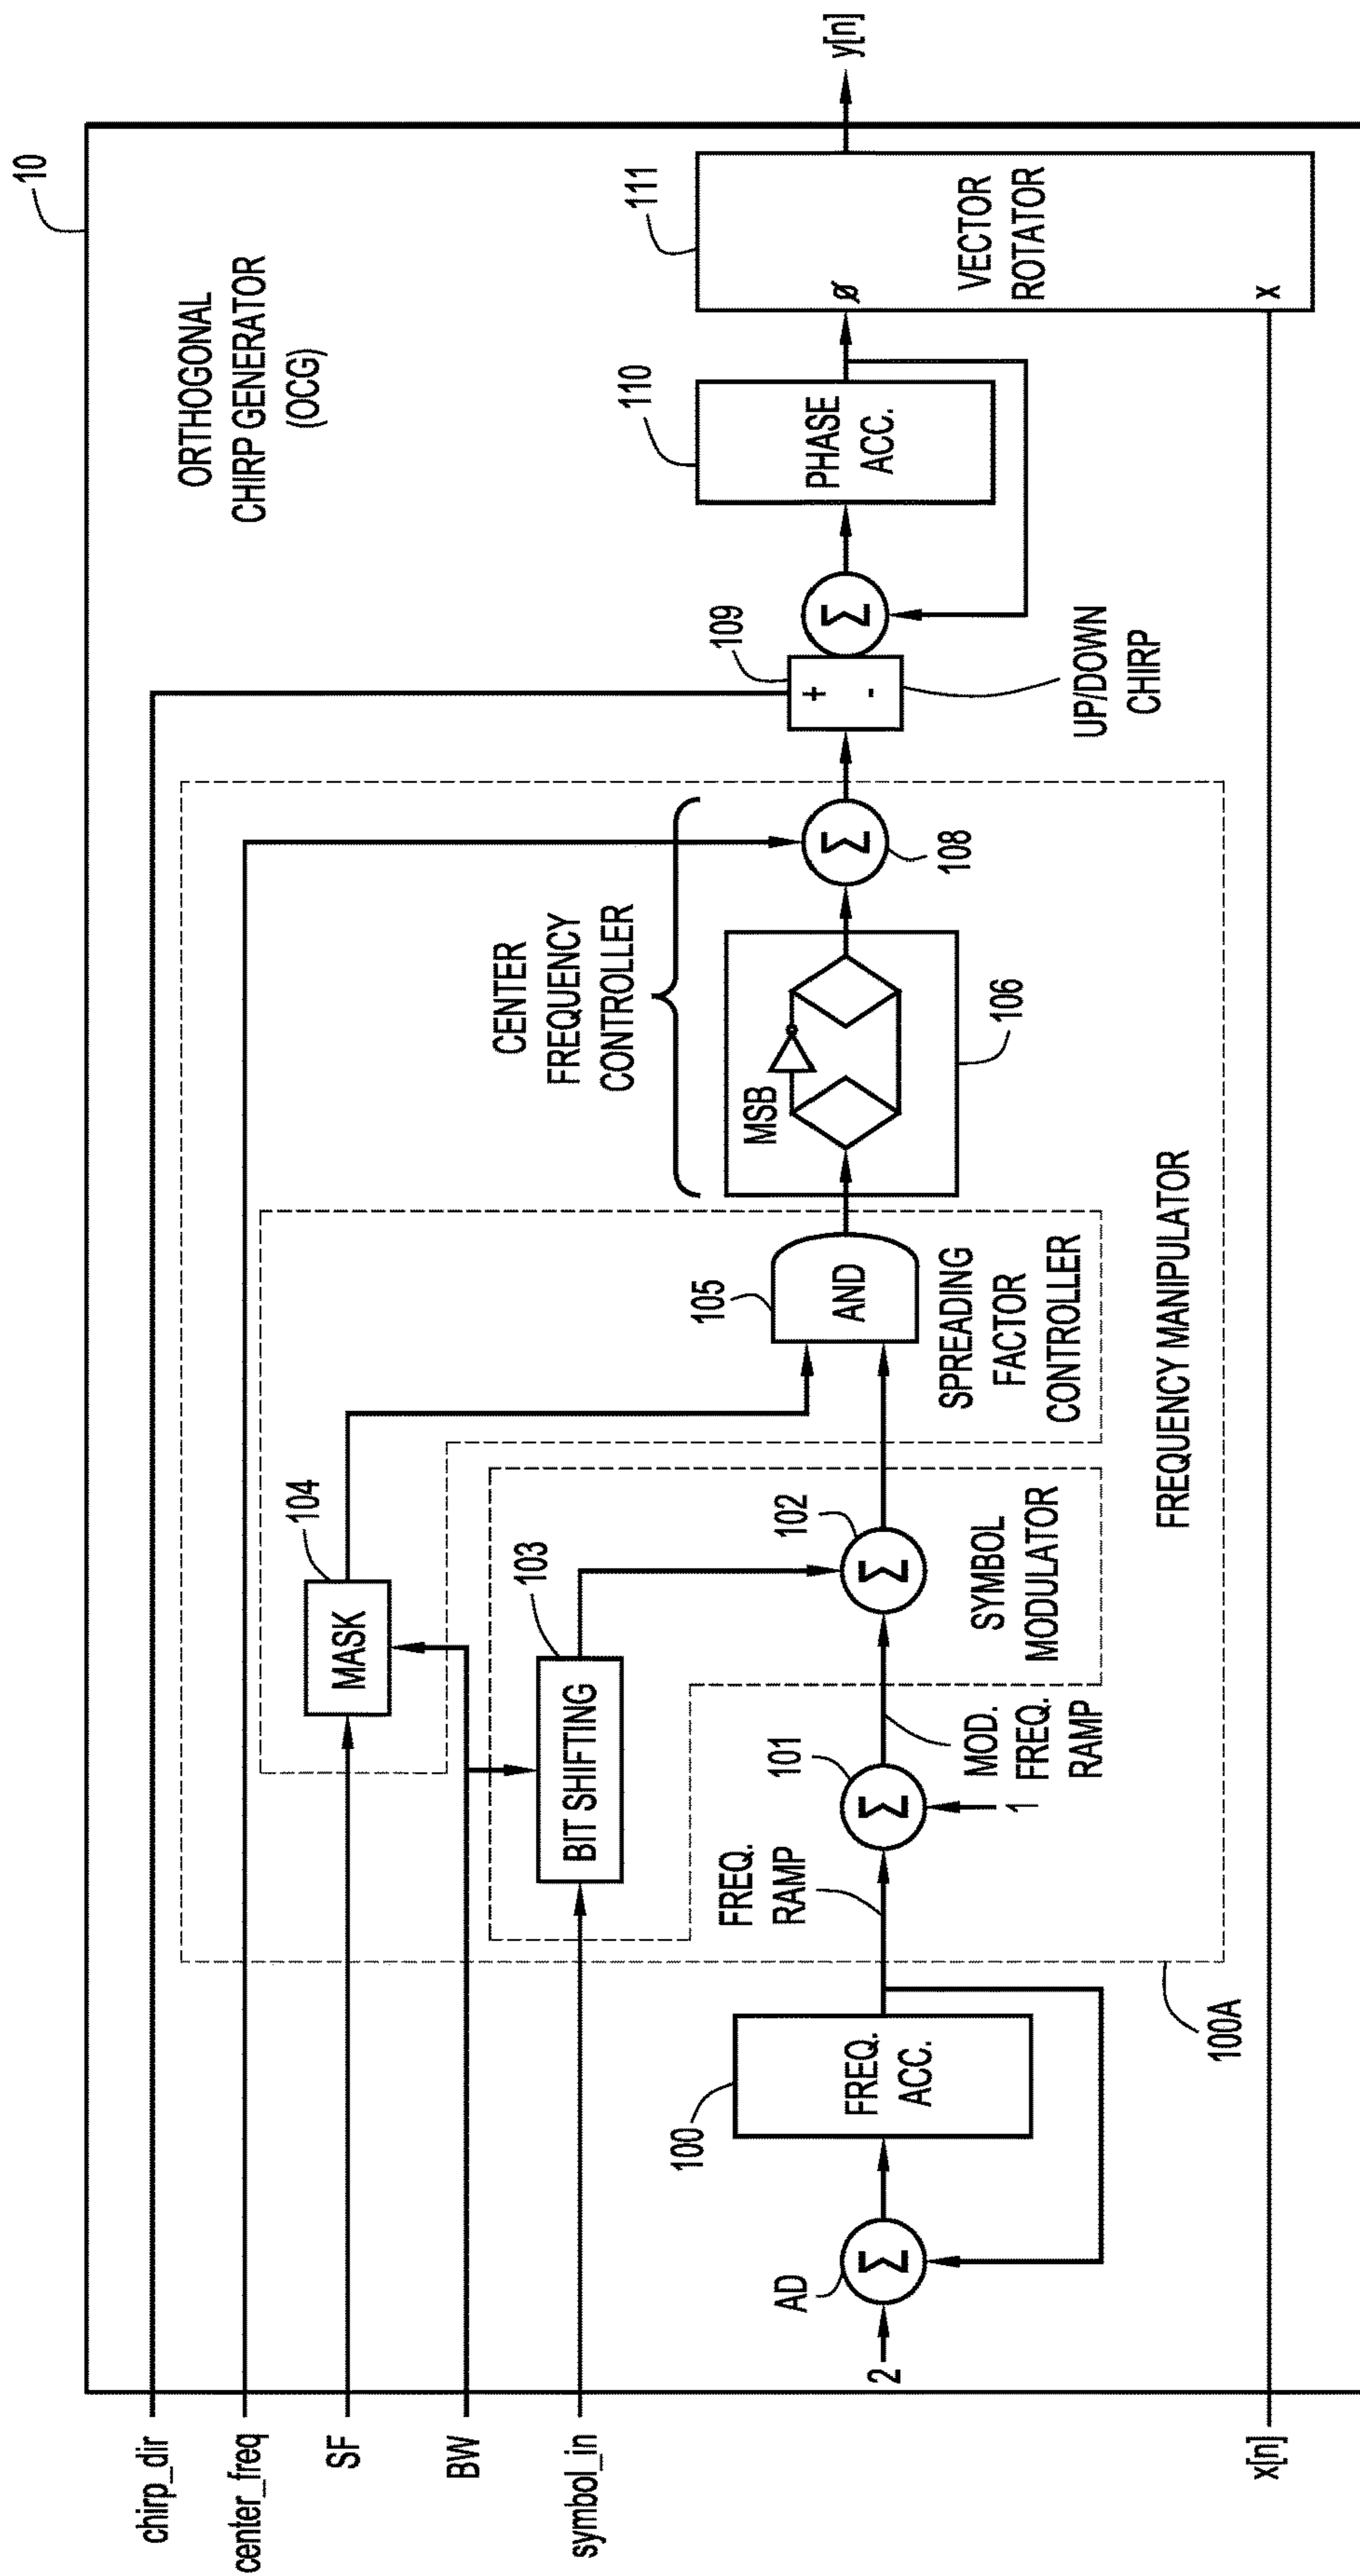 10
ORTHOGONAL
CHIRP GENERATOR
(OCG)
chirp_dir
center_freq
SF
BW
symbol_in
x[n]
y[n]
104
MASK
103
BIT SHIFTING
105
AND
SPREADING
FACTOR
CONTROLLER
102
Σ
SYMBOL
MODULATOR
CENTER
FREQUENCY
CONTROLLER
MSB
106
Σ
108
109
+
-
UP/DOWN
CHIRP
Σ
110
PHASE
ACC.
111
ø
VECTOR
ROTATOR
X
2
AD
Σ
100
FREQ.
ACC.
FREQ.
RAMP
101
Σ
1
MOD.
FREQ.
RAMP
FREQUENCY MANIPULATOR
100A